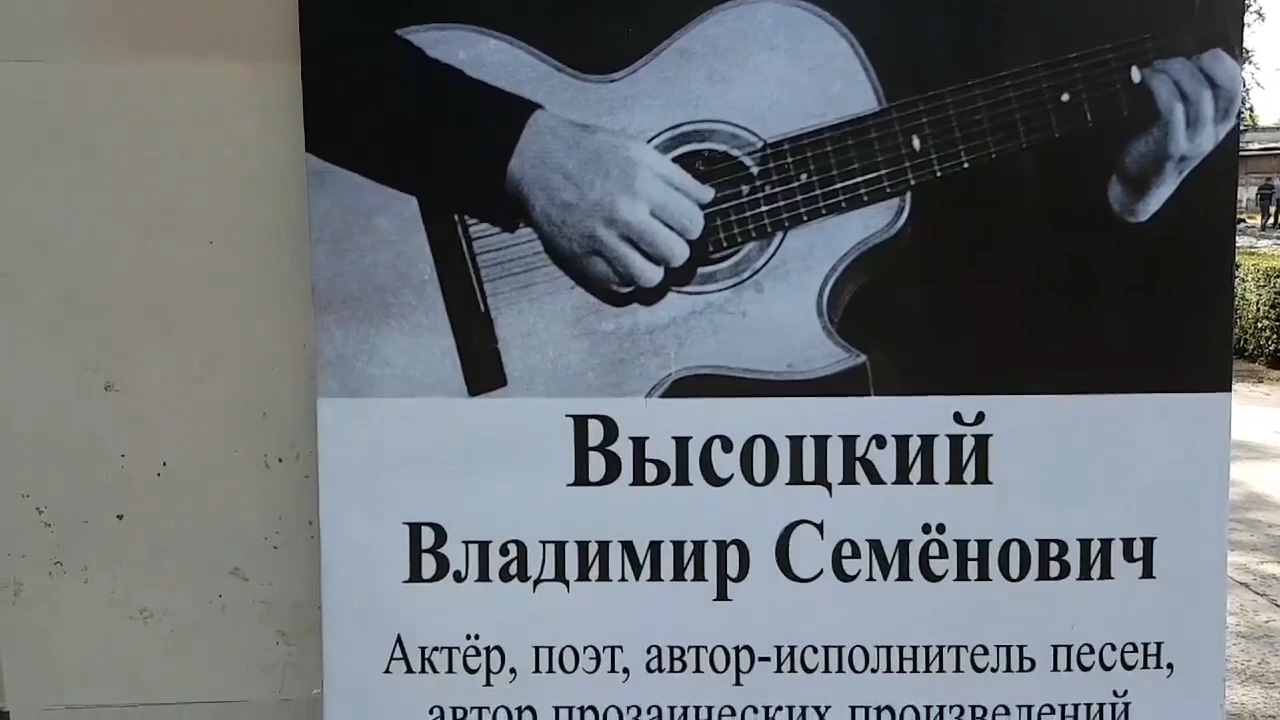 Высоцкий
Владимир Семёнович
Актёр, поэт, автор-исполнитель песен,
автор прозаических произведений